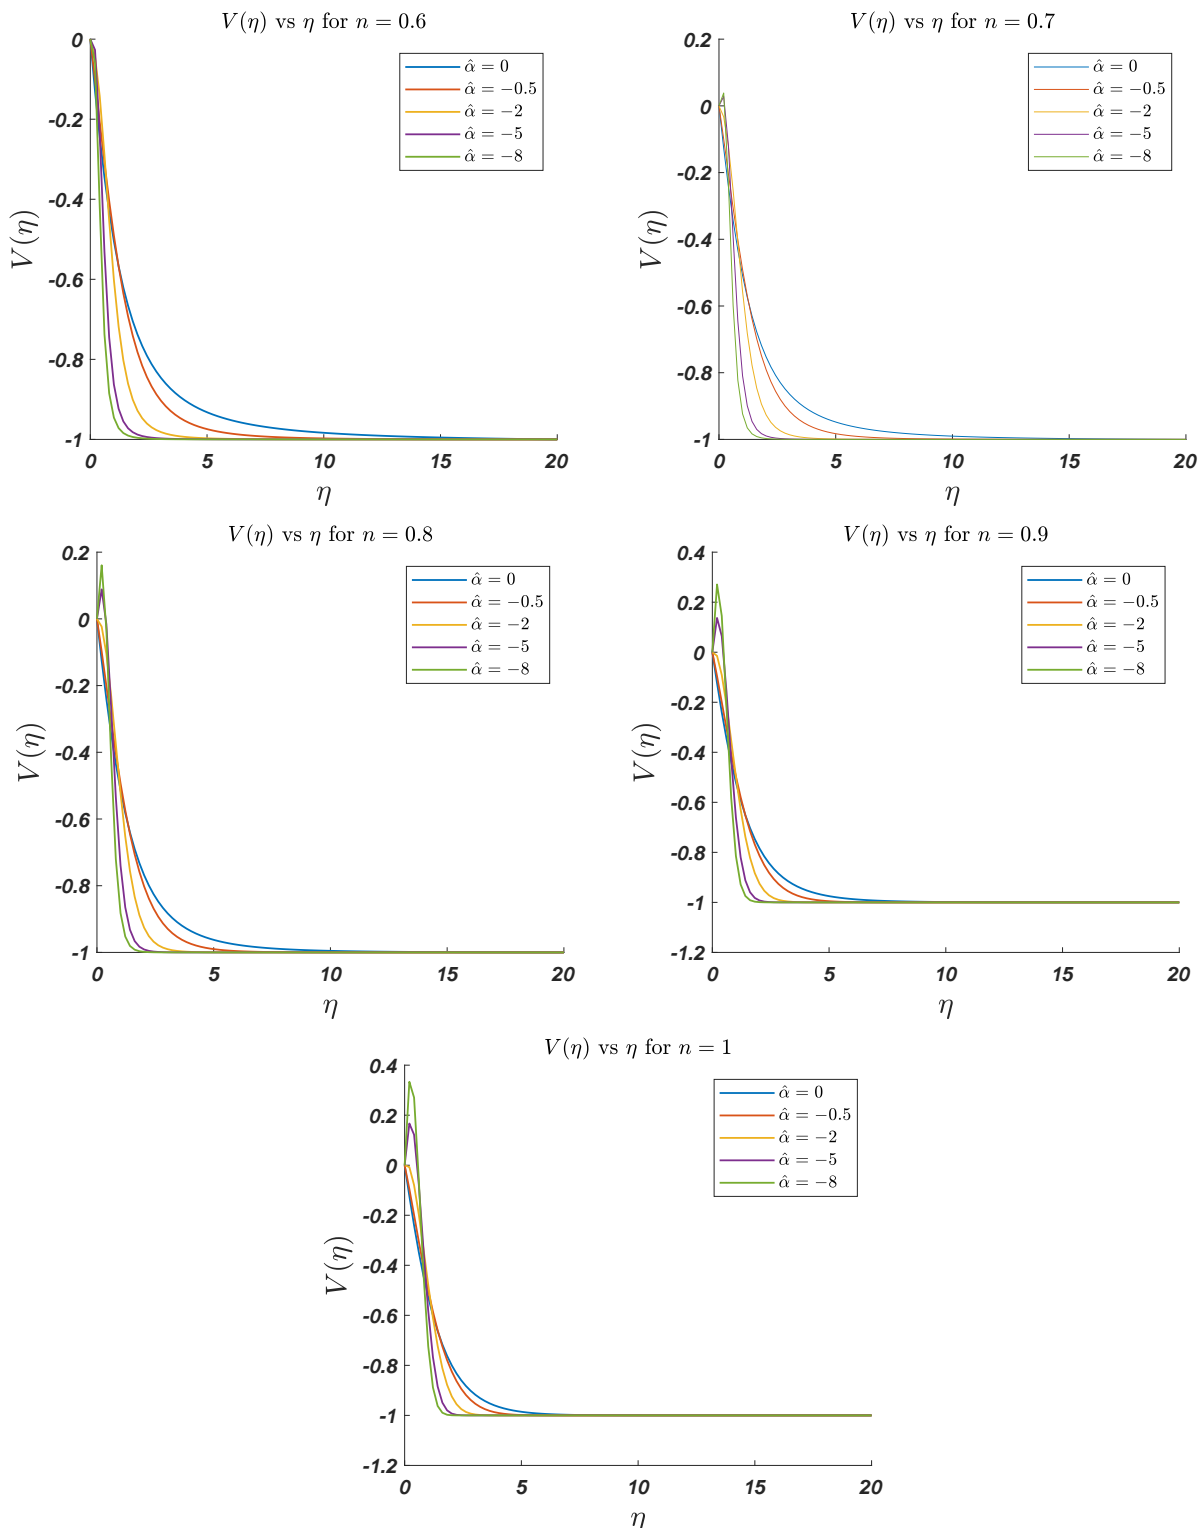 V(η) vs η for n = 0.6
0
-0.2
-0.4
-0.6
-0.8
-1
0 5 10 15 20
V(η)
η
α̂ = 0
α̂ = −0.5
α̂ = −2
α̂ = −5
α̂ = −8
V(η) vs η for n = 0.7
0.2
0
-0.2
-0.4
-0.6
-0.8
-1
0 5 10 15 20
V(η)
η
α̂ = 0
α̂ = −0.5
α̂ = −2
α̂ = −5
α̂ = −8
V(η) vs η for n = 0.8
0.2
0
-0.2
-0.4
-0.6
-0.8
-1
0 5 10 15 20
V(η)
η
α̂ = 0
α̂ = −0.5
α̂ = −2
α̂ = −5
α̂ = −8
V(η) vs η for n = 0.9
0.4
0.2
0
-0.2
-0.4
-0.6
-0.8
-1
-1.2
0 5 10 15 20
V(η)
η
α̂ = 0
α̂ = −0.5
α̂ = −2
α̂ = −5
α̂ = −8
V(η) vs η for n = 1
0.4
0.2
0
-0.2
-0.4
-0.6
-0.8
-1
-1.2
0 5 10 15 20
V(η)
η
α̂ = 0
α̂ = −0.5
α̂ = −2
α̂ = −5
α̂ = −8